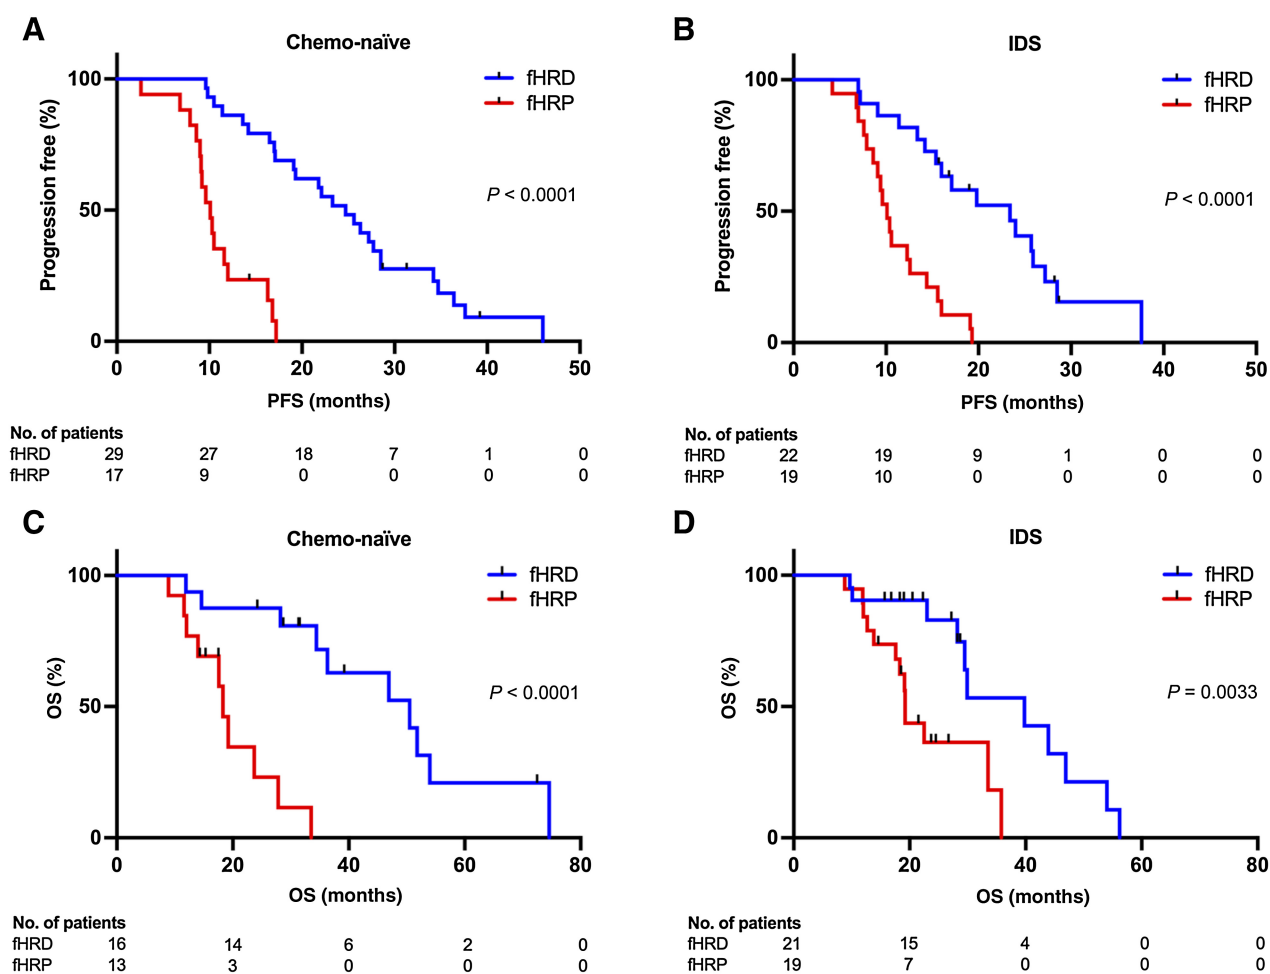 A
Chemo-naïve
fHRD
fHRP
P < 0.0001
Progression free (%)
100
50
0
0 10 20 30 40 50
PFS (months)
No. of patients
fHRD 29 27 18 7 1 0
fHRP 17 9 0 0 0 0
B
IDS
fHRD
fHRP
P < 0.0001
Progression free (%)
100
50
0
0 10 20 30 40 50
PFS (months)
No. of patients
fHRD 22 19 9 1 0 0
fHRP 19 10 0 0 0 0
C
Chemo-naïve
fHRD
fHRP
P < 0.0001
OS (%)
100
50
0
0 20 40 60 80
OS (months)
No. of patients
fHRD 16 14 6 2 0
fHRP 13 3 0 0 0
D
IDS
fHRD
fHRP
P = 0.0033
OS (%)
100
50
0
0 20 40 60 80
OS (months)
No. of patients
fHRD 21 15 4 0 0
fHRP 19 7 0 0 0